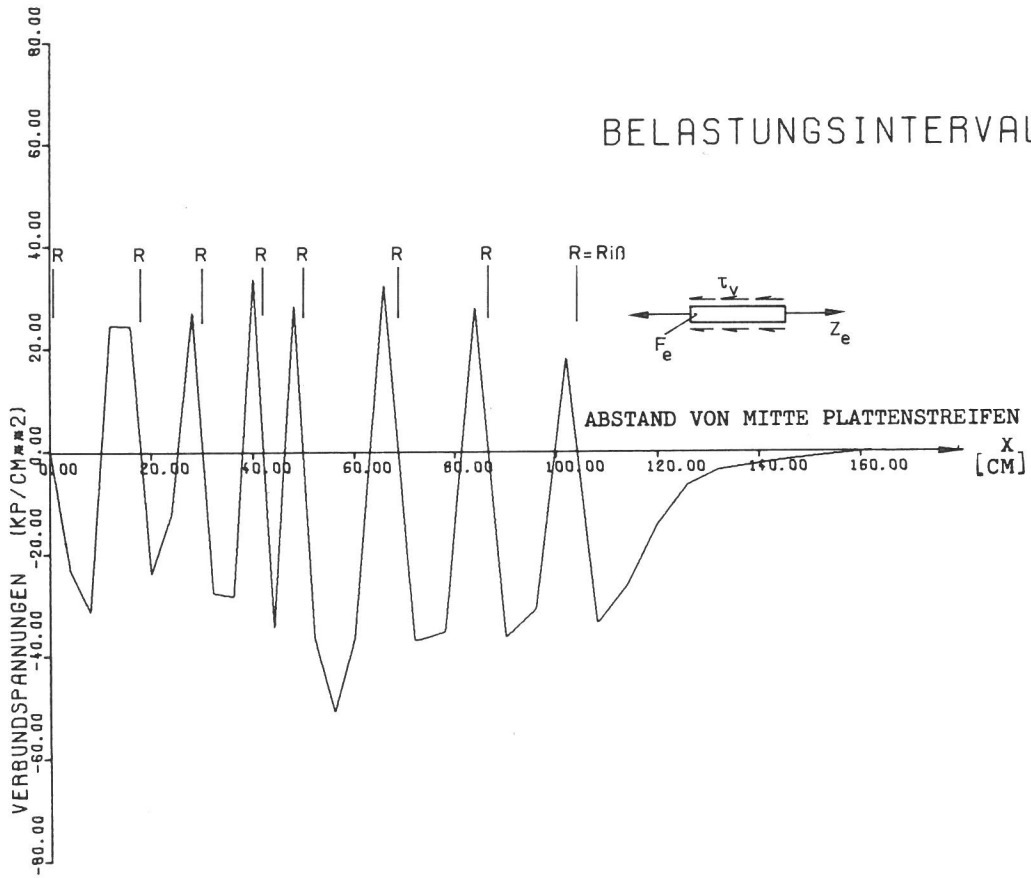 BELASTUNGSINTERVAL
80.00
60.00
40.00
20.00
0.00
-20.00
-40.00
-60.00
-80.00
VERBUNDSPANNUNGEN (KP/CM**2)
R R R R R R R R=Riß
τv
Fe
Ze
ABSTAND VON MITTE PLATTENSTREIFEN
X
[CM]
0.00 20.00 40.00 60.00 80.00 100.00 120.00 140.00 160.00